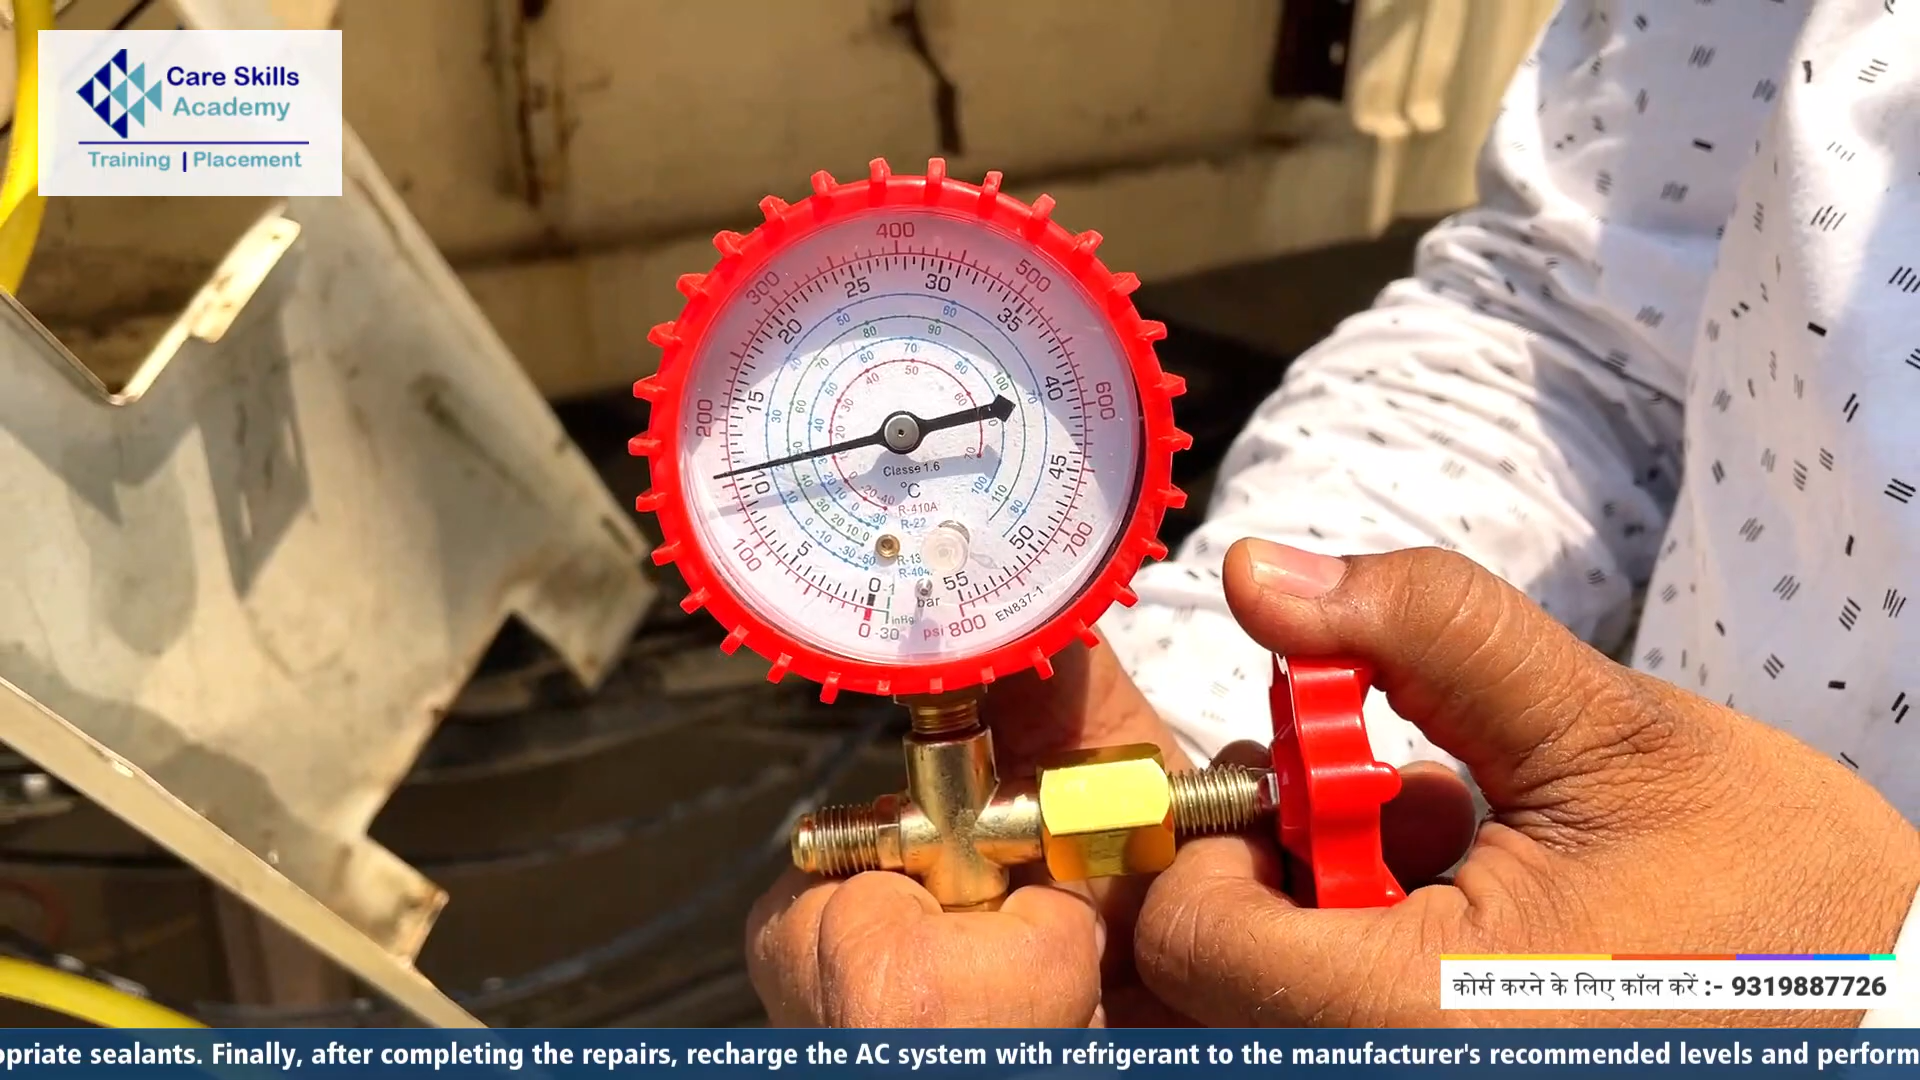 Care Skills
Academy
Training | Placement
400
300
500
200
600
100
700
0 -30
psi 800
25
30
20
35
15
40
10
45
5
50
0 -1
55
bar
inHg
Classe 1.6
°C
R-410A
R-22
EN837-1
कोर्स करने के लिए कॉल करें :- 9319887726
opriate sealants. Finally, after completing the repairs, recharge the AC system with refrigerant to the manufacturer's recommended levels and perform